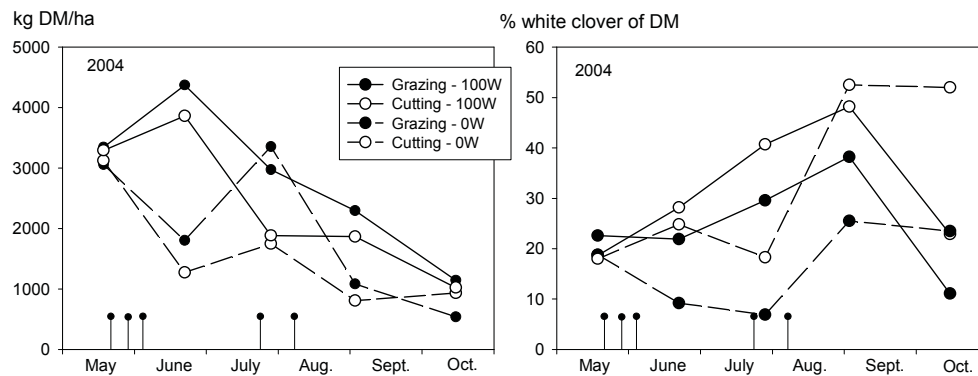 kg DM/ha
% white clover of DM
5000
4000
3000
2000
1000
0
2004
Grazing - 100W
Cutting - 100W
Grazing - 0W
Cutting - 0W
May June July Aug. Sept. Oct.
60
50
40
30
20
10
0
2004
May June July Aug. Sept. Oct.